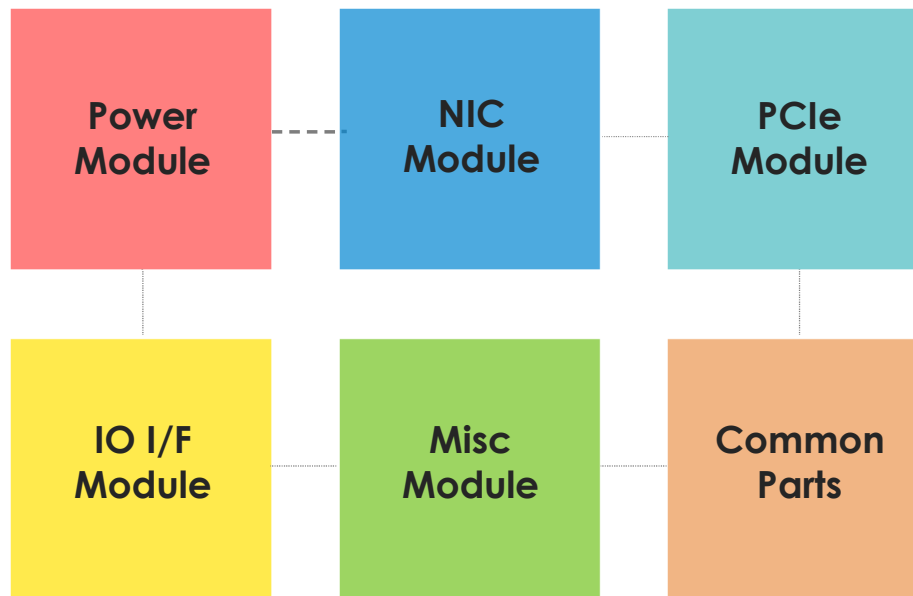 Power
Module
NIC
Module
PCIe
Module
IO I/F
Module
Misc
Module
Common
Parts